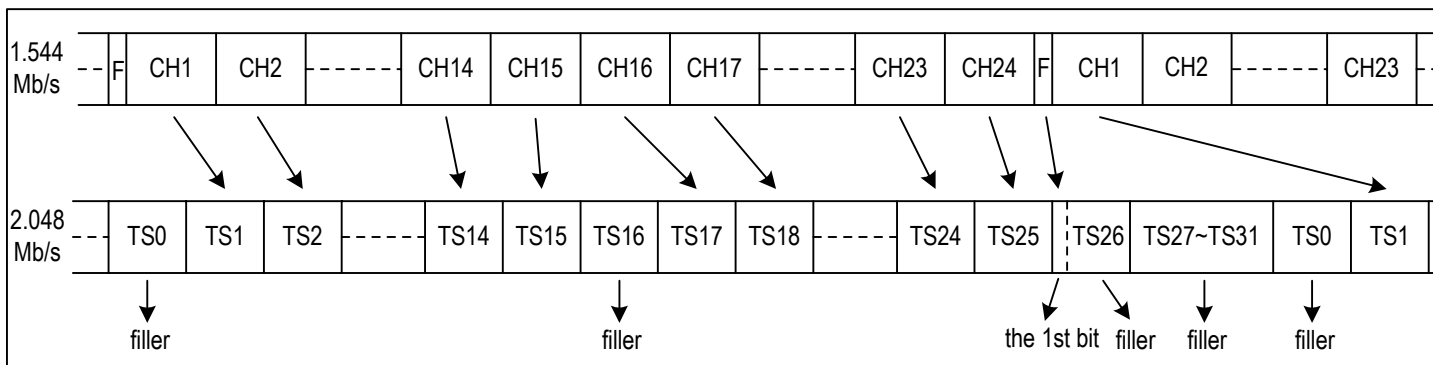 1.544
Mb/s
F CH1 CH2 CH14 CH15 CH16 CH17 CH23 CH24 F CH1 CH2 CH23
2.048
Mb/s
TS0 TS1 TS2 TS14 TS15 TS16 TS17 TS18 TS24 TS25 TS26 TS27~TS31 TS0 TS1
filler filler the 1st bit filler filler filler